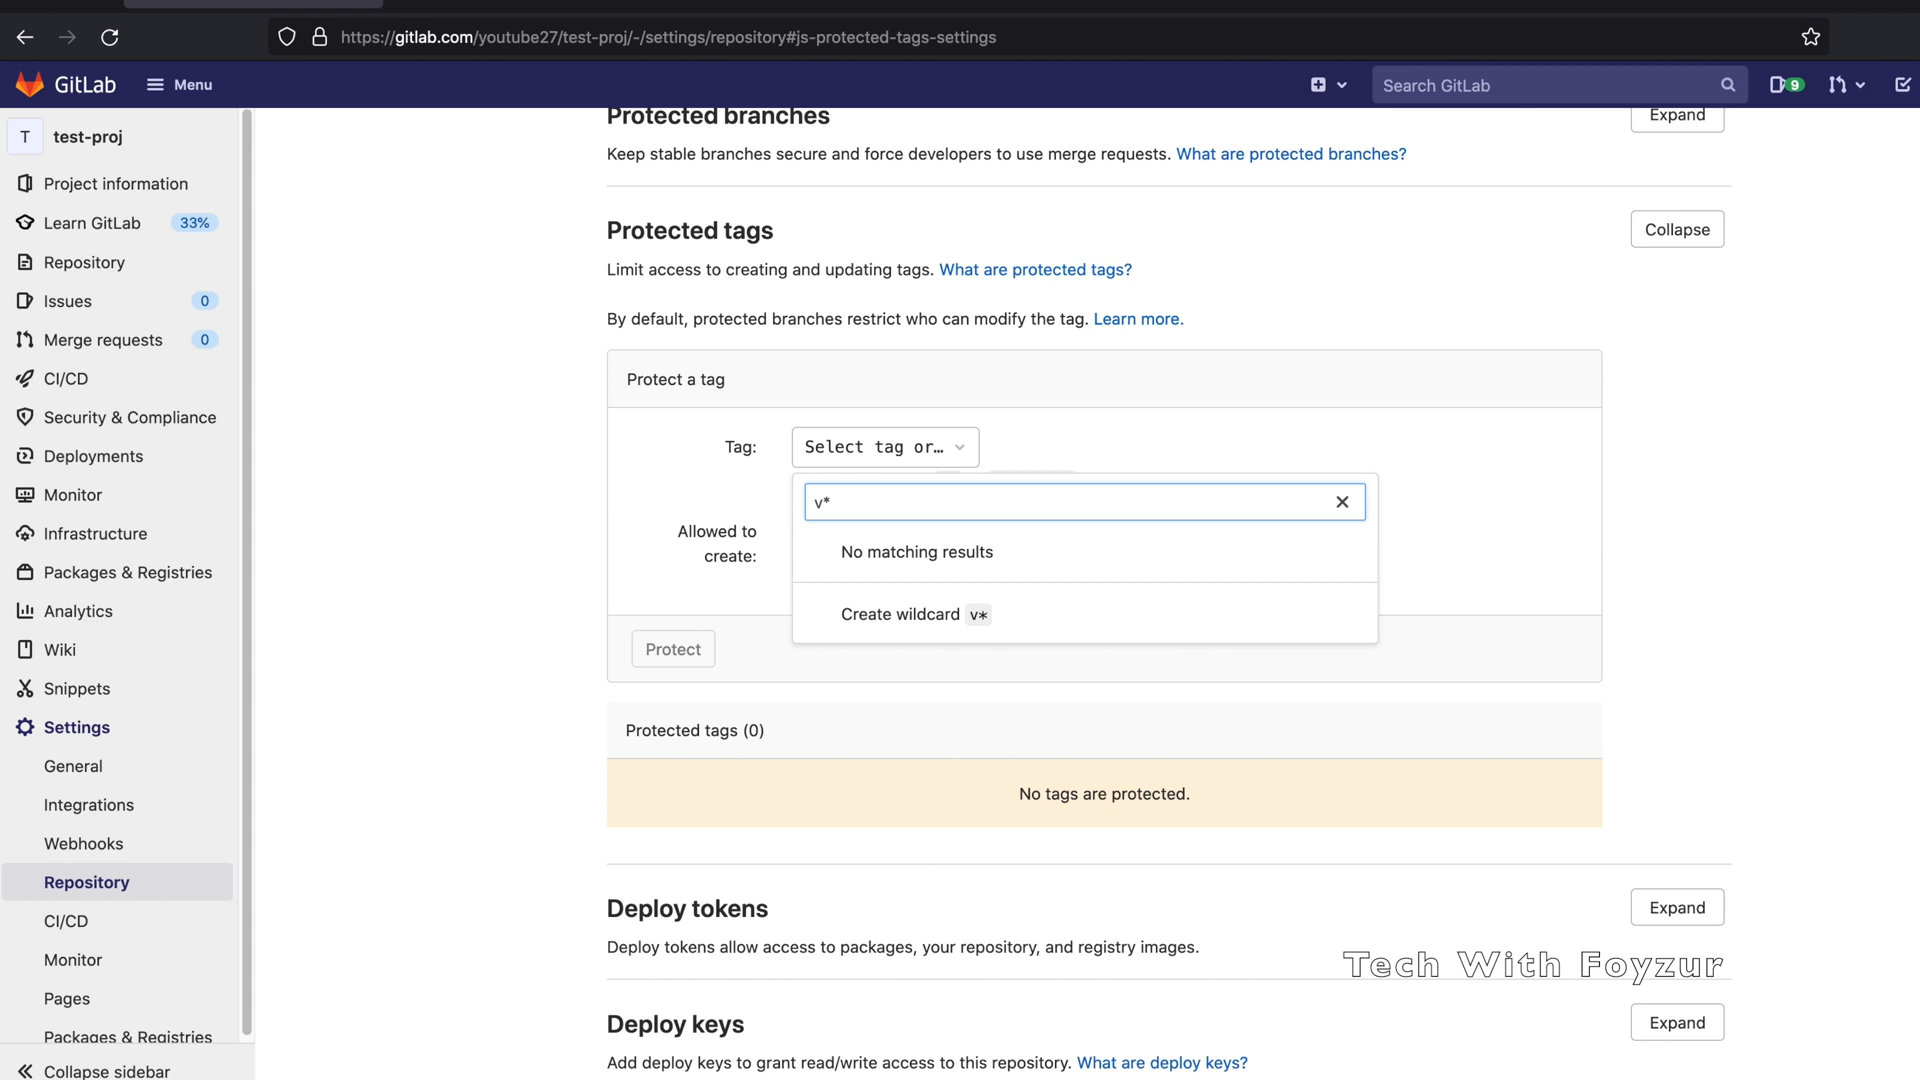 https://gitlab.com/youtube27/test-proj/-/settings/repository#js-protected-tags-settings
GitLab
Menu
Search GitLab
9
T
test-proj
Project information
Learn GitLab
33%
Repository
Issues
0
Merge requests
0
CI/CD
Security & Compliance
Deployments
Monitor
Infrastructure
Packages & Registries
Analytics
Wiki
Snippets
Settings
General
Integrations
Webhooks
Repository
CI/CD
Monitor
Pages
Packages & Registries
Collapse sidebar
Protected branches
Expand
Keep stable branches secure and force developers to use merge requests. What are protected branches?
Protected tags
Collapse
Limit access to creating and updating tags. What are protected tags?
By default, protected branches restrict who can modify the tag. Learn more.
Protect a tag
Tag:
Select tag or…
v*
Allowed to
create:
No matching results
Create wildcard v*
Protect
Protected tags (0)
No tags are protected.
Deploy tokens
Expand
Deploy tokens allow access to packages, your repository, and registry images.
Tech With Foyzur
Deploy keys
Expand
Add deploy keys to grant read/write access to this repository. What are deploy keys?